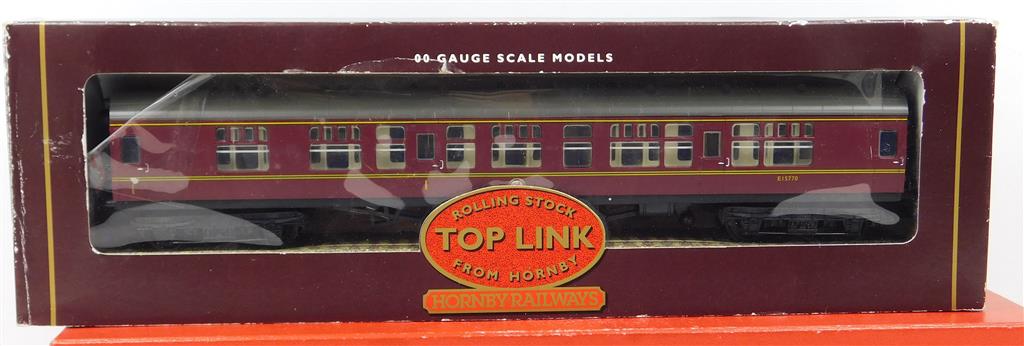 00 GAUGE SCALE MODELS
E15770
ROLLING STOCK
TOP LINK
FROM HORNBY
HORNBY RAILWAYS